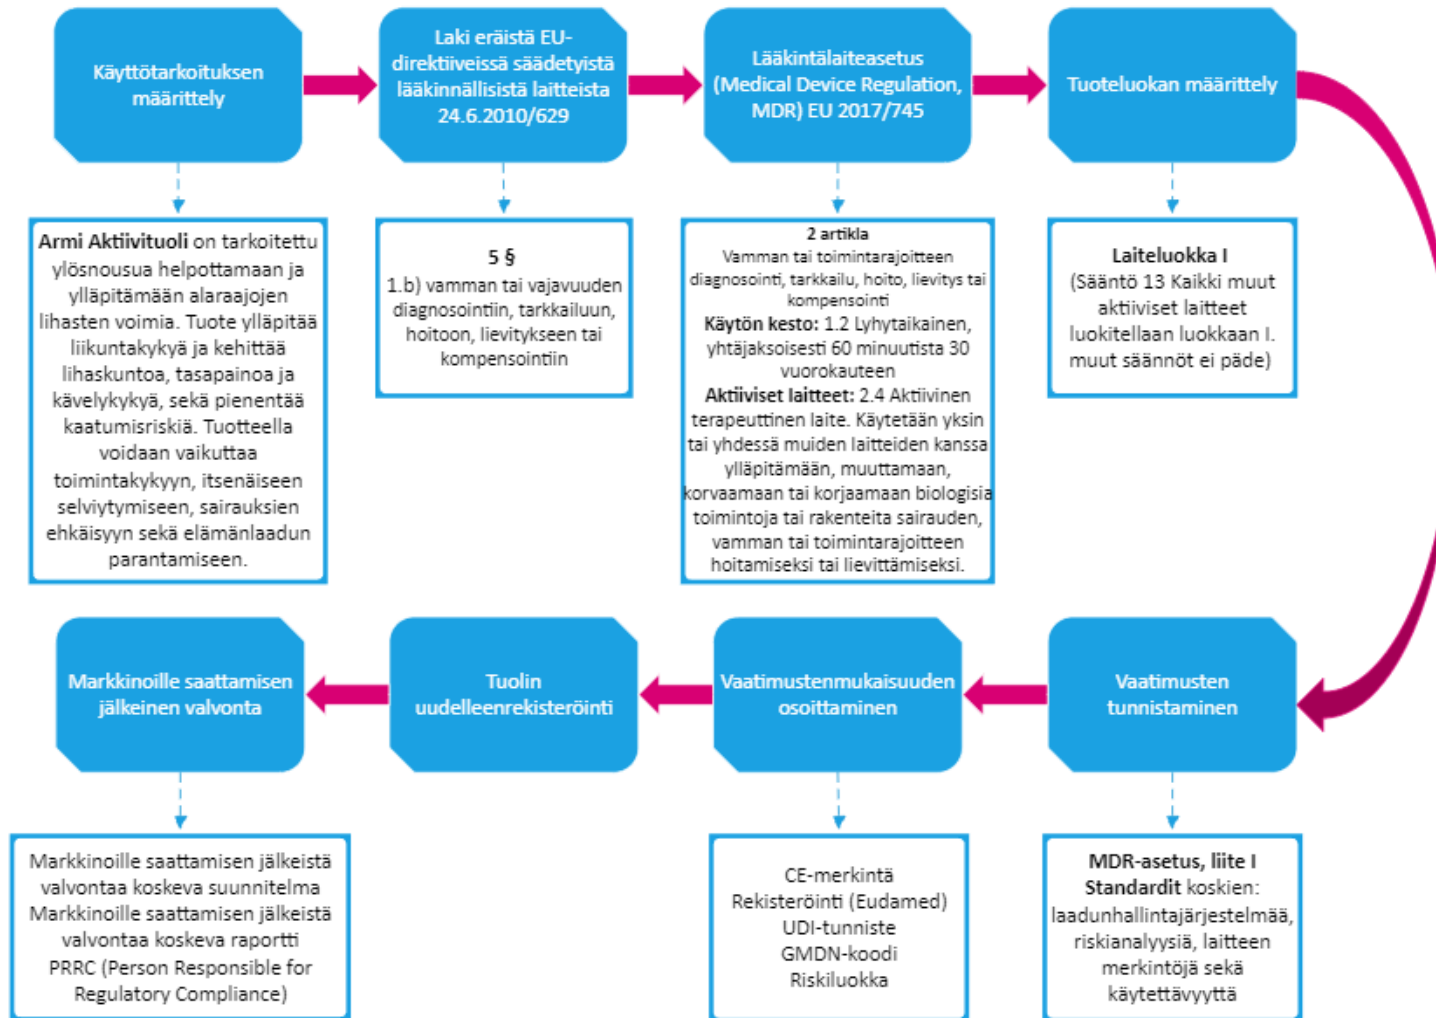 Käyttötarkoituksen
määrittely
Laki eräistä EU-
direktiiveissä säädetyistä
lääkinnällisistä laitteista
24.6.2010/629
Lääkintälaiteasetus
(Medical Device Regulation,
MDR) EU 2017/745
Tuoteluokan määrittely
Armi Aktiivituoli on tarkoitettu
ylösnousua helpottamaan ja
ylläpitämään alaraajojen
lihasten voimia. Tuote ylläpitää
liikuntakykyä ja kehittää
lihaskuntoa, tasapainoa ja
kävelykykyä, sekä pienentää
kaatumisriskiä. Tuotteella
voidaan vaikuttaa
toimintakykyyn, itsenäiseen
selviytymiseen, sairauksien
ehkäisyyn sekä elämänlaadun
parantamiseen.
5 §
1.b) vamman tai vajavuuden
diagnosointiin, tarkkailuun,
hoitoon, lievitykseen tai
kompensointiin
2 artikla
Vamman tai toimintarajoitteen
diagnosointi, tarkkailu, hoito, lievitys tai
kompensointi
Käytön kesto: 1.2 Lyhytaikainen,
yhtäjaksoisesti 60 minuutista 30
vuorokauteen
Aktiiviset laitteet: 2.4 Aktiivinen
terapeuttinen laite. Käytetään yksin
tai yhdessä muiden laitteiden kanssa
ylläpitämään, muuttamaan,
korvaamaan tai korjaamaan biologisia
toimintoja tai rakenteita sairauden,
vamman tai toimintarajoitteen
hoitamiseksi tai lievittämiseksi.
Laiteluokka I
(Sääntö 13 Kaikki muut
aktiiviset laitteet
luokitellaan luokkaan I.
muut säännöt ei päde)
Markkinoille saattamisen
jälkeinen valvonta
Tuolin
uudelleenrekisteröinti
Vaatimustenmukaisuuden
osoittaminen
Vaatimusten
tunnistaminen
Markkinoille saattamisen jälkeistä
valvontaa koskeva suunnitelma
Markkinoille saattamisen jälkeistä
valvontaa koskeva raportti
PRRC (Person Responsible for
Regulatory Compliance)
CE-merkintä
Rekisteröinti (Eudamed)
UDI-tunniste
GMDN-koodi
Riskiluokka
MDR-asetus, liite I
Standardit koskien:
laadunhallintajärjestelmää,
riskianalyysiä, laitteen
merkintöjä sekä
käytettävyyttä